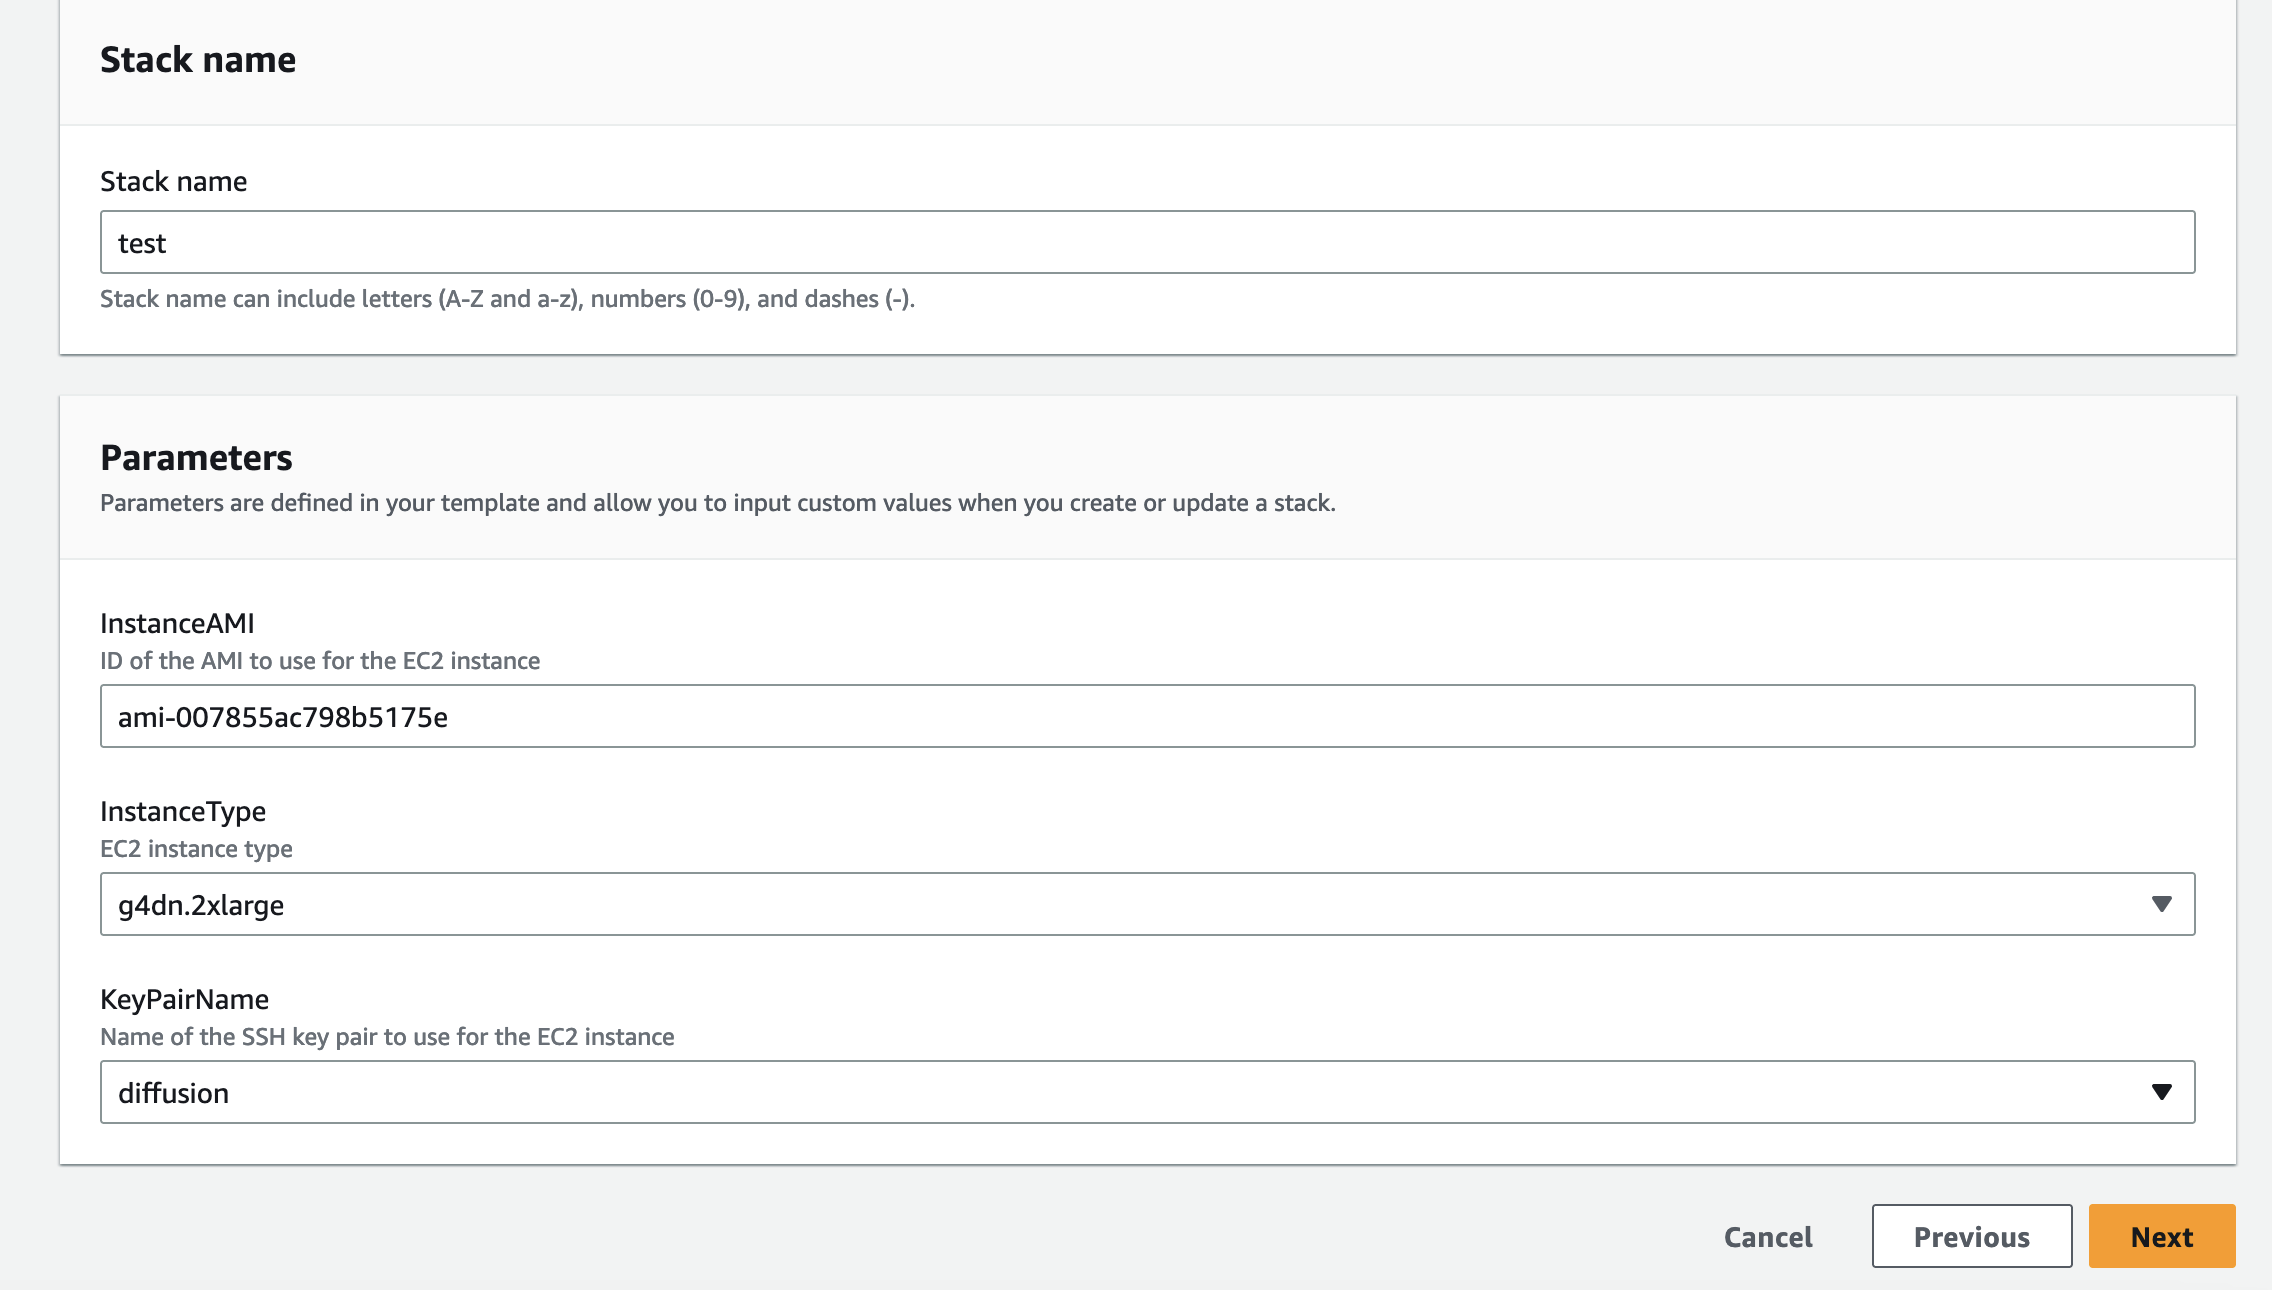 Stack name
Stack name
test
Stack name can include letters (A-Z and a-z), numbers (0-9), and dashes (-).
Parameters
Parameters are defined in your template and allow you to input custom values when you create or update a stack.
InstanceAMI
ID of the AMI to use for the EC2 instance
ami-007855ac798b5175e
InstanceType
EC2 instance type
g4dn.2xlarge
KeyPairName
Name of the SSH key pair to use for the EC2 instance
diffusion
Cancel Previous Next